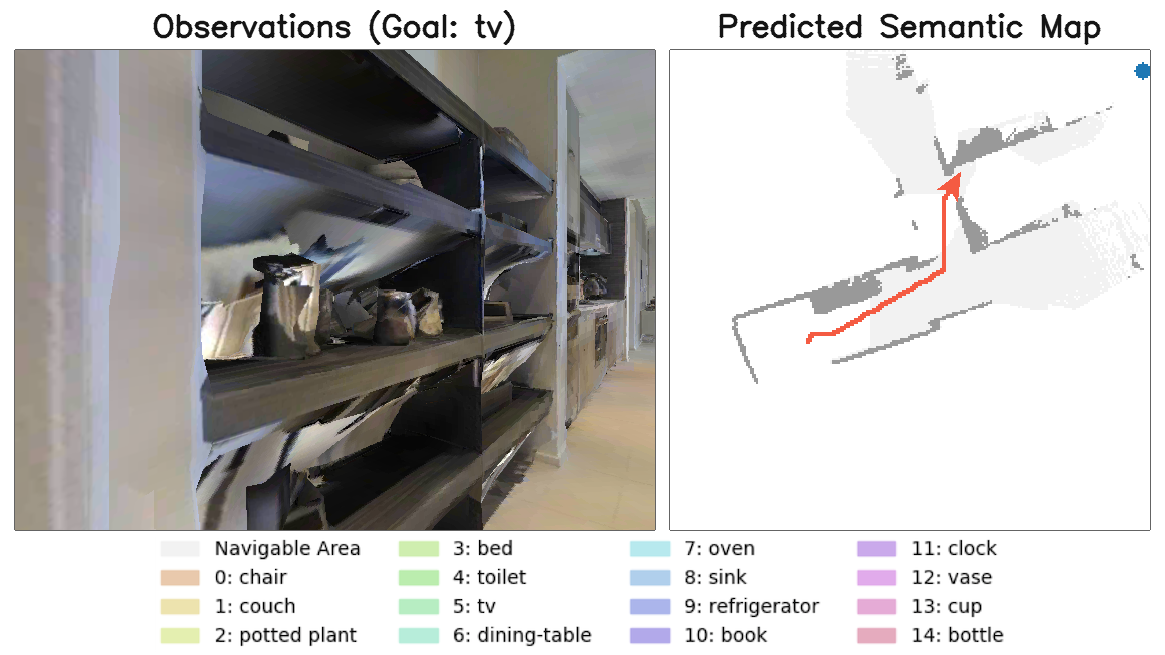 Observations (Goal: tv)
Predicted Semantic Map
Navigable Area
0: chair
1: couch
2: potted plant
3: bed
4: toilet
5: tv
6: dining-table
7: oven
8: sink
9: refrigerator
10: book
11: clock
12: vase
13: cup
14: bottle